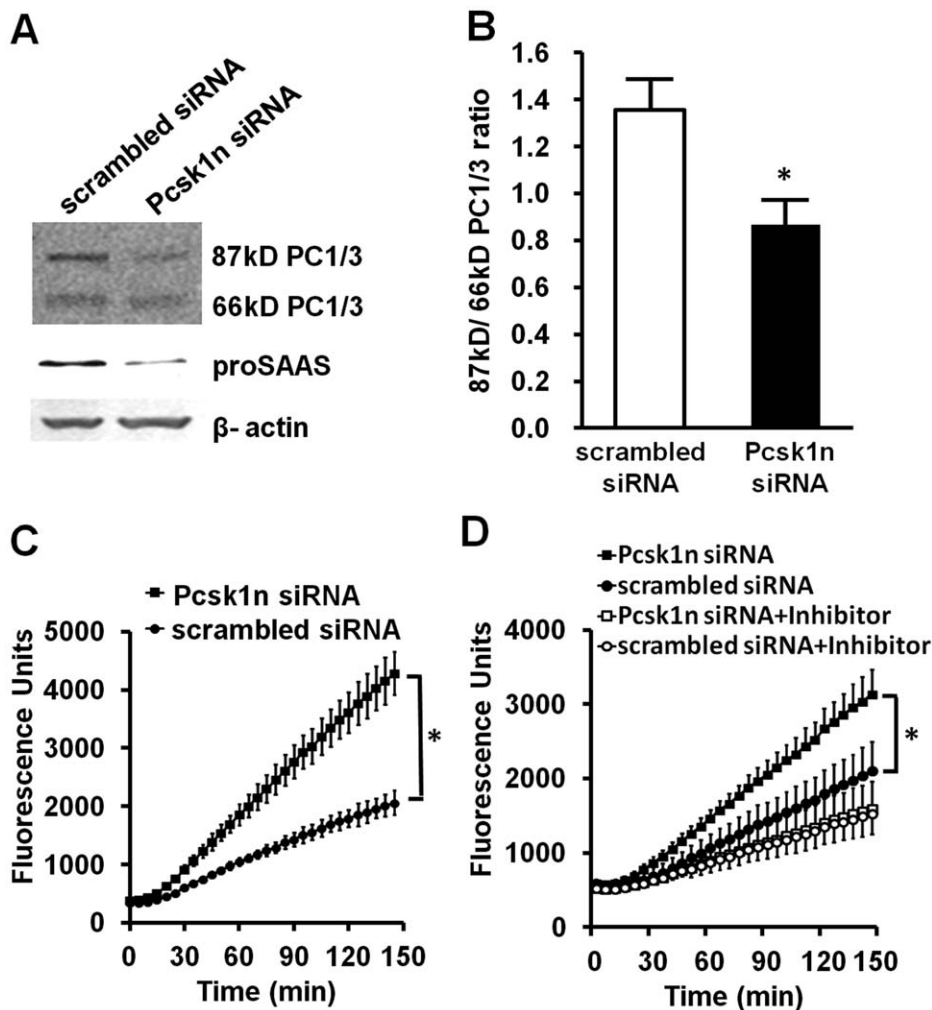 A
scrambled siRNA
Pcsk1n siRNA
87kD PC1/3
66kD PC1/3
proSAAS
β- actin
B
87kD/ 66kD PC1/3 ratio
1.6
1.4
1.2
1.0
0.8
0.6
0.4
0.2
0.0
*
scrambled
siRNA
Pcsk1n
siRNA
C
Pcsk1n siRNA
scrambled siRNA
Fluorescence Units
5000
4000
3000
2000
1000
0
*
0 30 60 90 120 150
Time (min)
D
Pcsk1n siRNA
scrambled siRNA
Pcsk1n siRNA+Inhibitor
scrambled siRNA+Inhibitor
Fluorescence Units
4000
3000
2000
1000
0
*
0 30 60 90 120 150
Time (min)